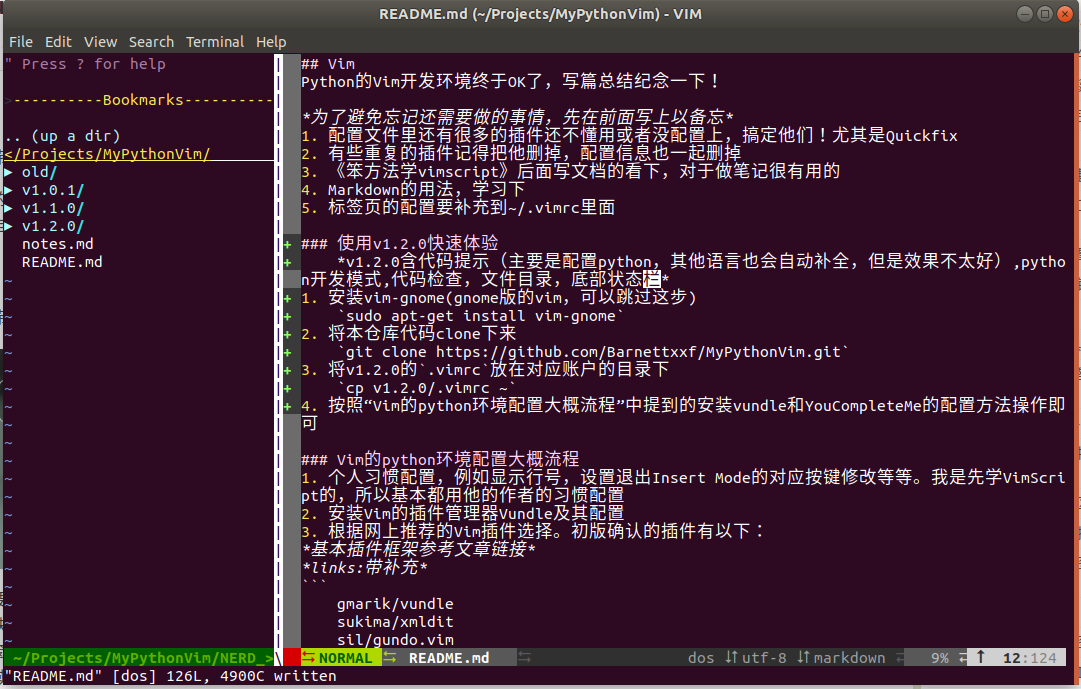 README.md (~/Projects/MyPythonVim) - VIM
File Edit View Search Terminal Help
" Press ? for help
>----------Bookmarks----------
.. (up a dir)
</Projects/MyPythonVim/
▶ old/
▶ v1.0.1/
▶ v1.1.0/
▶ v1.2.0/
notes.md
README.md
~/Projects/MyPythonVim/NERD_>
## Vim
Python的Vim开发环境终于OK了，写篇总结纪念一下！
*为了避免忘记还需要做的事情，先在前面写上以备忘*
1. 配置文件里还有很多的插件还不懂用或者没配置上，搞定他们！尤其是Quickfix
2. 有些重复的插件记得把他删掉，配置信息也一起删掉
3. 《笨方法学vimscript》后面写文档的看下，对于做笔记很有用的
4. Markdown的用法，学习下
5. 标签页的配置要补充到~/.vimrc里面
+ ### 使用v1.2.0快速体验
+ *v1.2.0含代码提示（主要是配置python，其他语言也会自动补全，但是效果不太好）,pytho
n开发模式,代码检查，文件目录，底部状态栏*
+ 1. 安装vim-gnome(gnome版的vim，可以跳过这步)
+ `sudo apt-get install vim-gnome`
+ 2. 将本仓库代码clone下来
+ `git clone https://github.com/Barnettxxf/MyPythonVim.git`
+ 3. 将v1.2.0的`.vimrc`放在对应账户的目录下
+ `cp v1.2.0/.vimrc ~`
+ 4. 按照“Vim的python环境配置大概流程”中提到的安装vundle和YouCompleteMe的配置方法操作即
可
### Vim的python环境配置大概流程
1. 个人习惯配置，例如显示行号，设置退出Insert Mode的对应按键修改等等。我是先学VimScri
pt的，所以基本都用他的作者的习惯配置
2. 安装Vim的插件管理器Vundle及其配置
3. 根据网上推荐的Vim插件选择。初版确认的插件有以下：
*基本插件框架参考文章链接*
*links:带补充*
```
gmarik/vundle
sukima/xmldit
sil/gundo.vim
NORMAL README.md dos utf-8 markdown 9% 12:124
"README.md" [dos] 126L, 4900C written